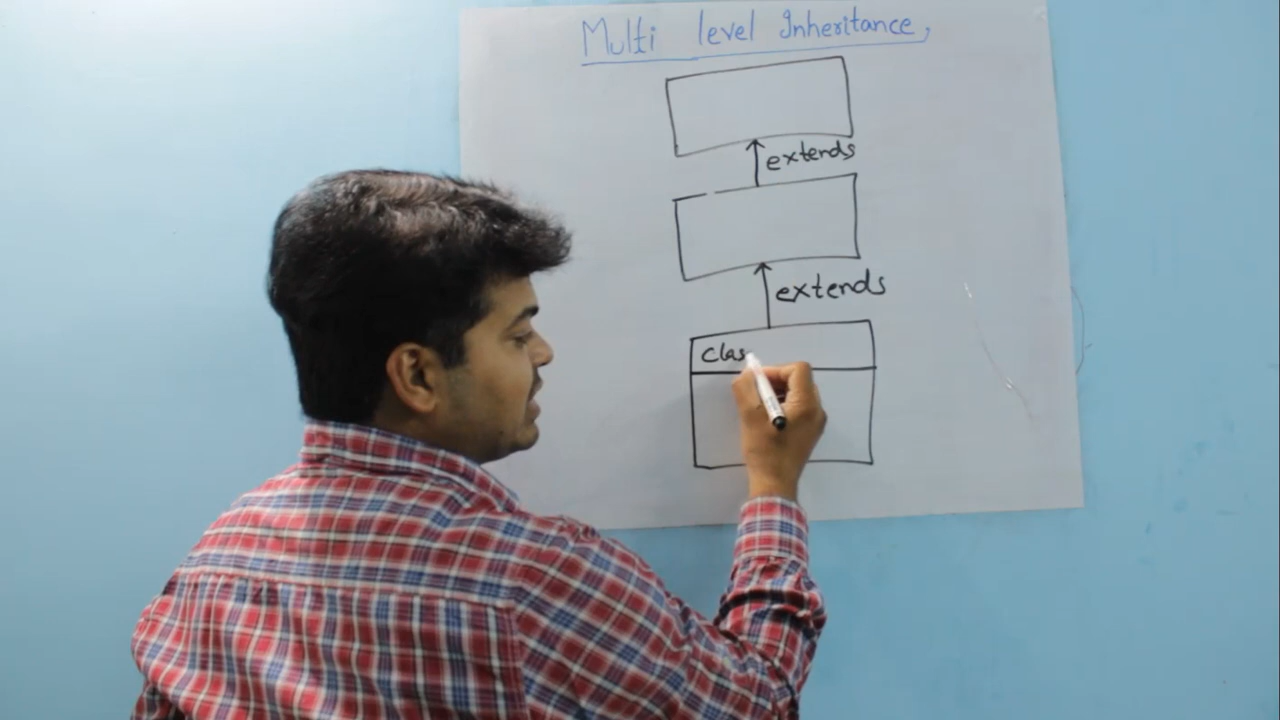 Multi level Inheritance,
extends
extends
Clas